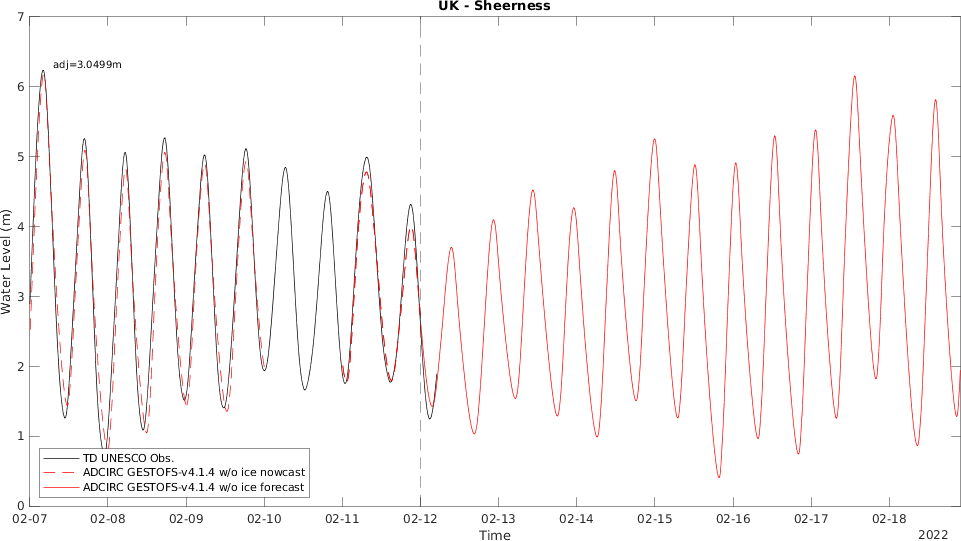 UK - Sheerness
adj=3.0499m
7
6
5
4
3
2
1
0
Water Level (m)
TD UNESCO Obs.
ADCIRC GESTOFS-v4.1.4 w/o ice nowcast
ADCIRC GESTOFS-v4.1.4 w/o ice forecast
02-07 02-08 02-09 02-10 02-11 02-12 02-13 02-14 02-15 02-16 02-17 02-18
Time
2022